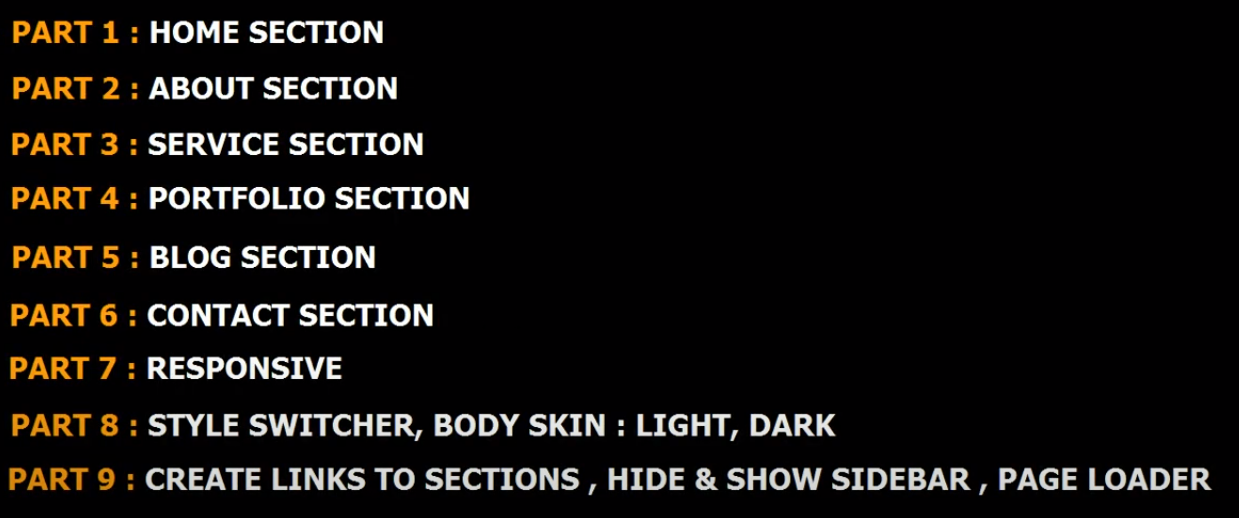 PART 1 : HOME SECTION
PART 2 : ABOUT SECTION
PART 3 : SERVICE SECTION
PART 4 : PORTFOLIO SECTION
PART 5 : BLOG SECTION
PART 6 : CONTACT SECTION
PART 7 : RESPONSIVE
PART 8 : STYLE SWITCHER, BODY SKIN : LIGHT, DARK
PART 9 : CREATE LINKS TO SECTIONS , HIDE & SHOW SIDEBAR , PAGE LOADER